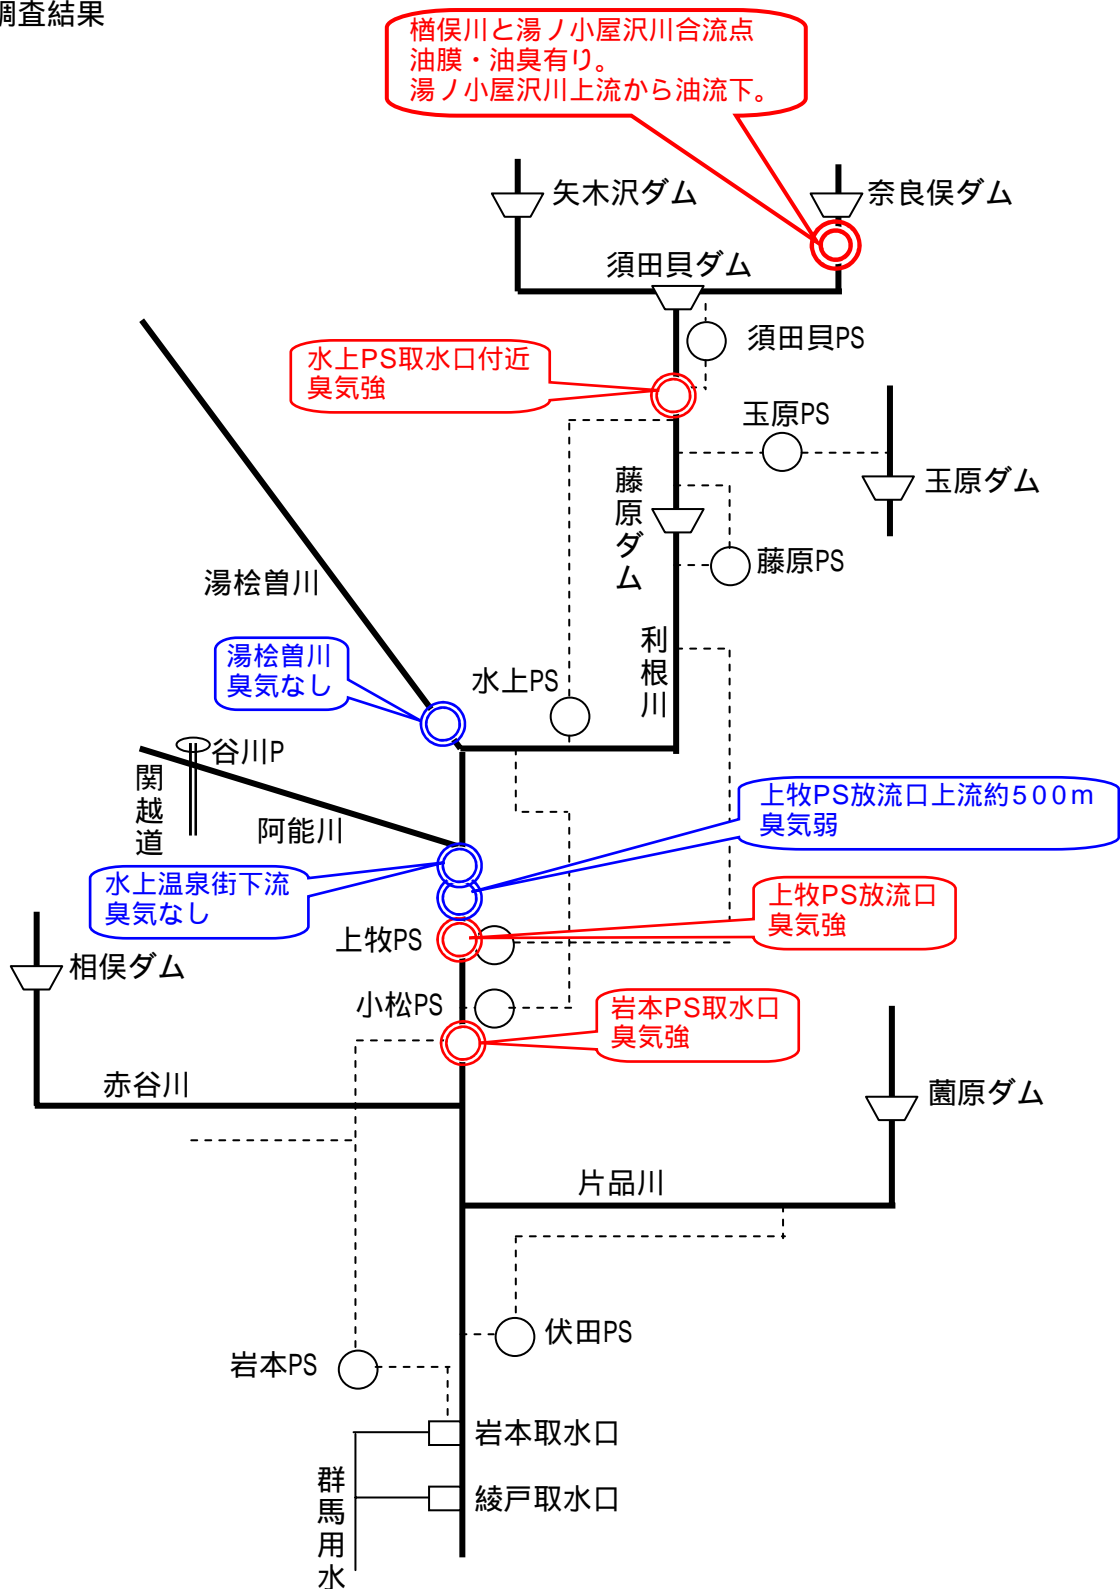 調査結果
楢俣川と湯ノ小屋沢川合流点
油膜・油臭有り。
湯ノ小屋沢川上流から油流下。
矢木沢ダム
奈良俣ダム
須田貝ダム
須田貝PS
水上PS取水口付近
臭気強
玉原PS
玉原ダム
藤原ダム
藤原PS
湯桧曽川
利根川
湯桧曽川
臭気なし
水上PS
谷川P
関越道
阿能川
上牧PS放流口上流約500m
臭気弱
水上温泉街下流
臭気なし
上牧PS放流口
臭気強
上牧PS
相俣ダム
小松PS
岩本PS取水口
臭気強
赤谷川
薗原ダム
片品川
伏田PS
岩本PS
岩本取水口
群馬用水
綾戸取水口